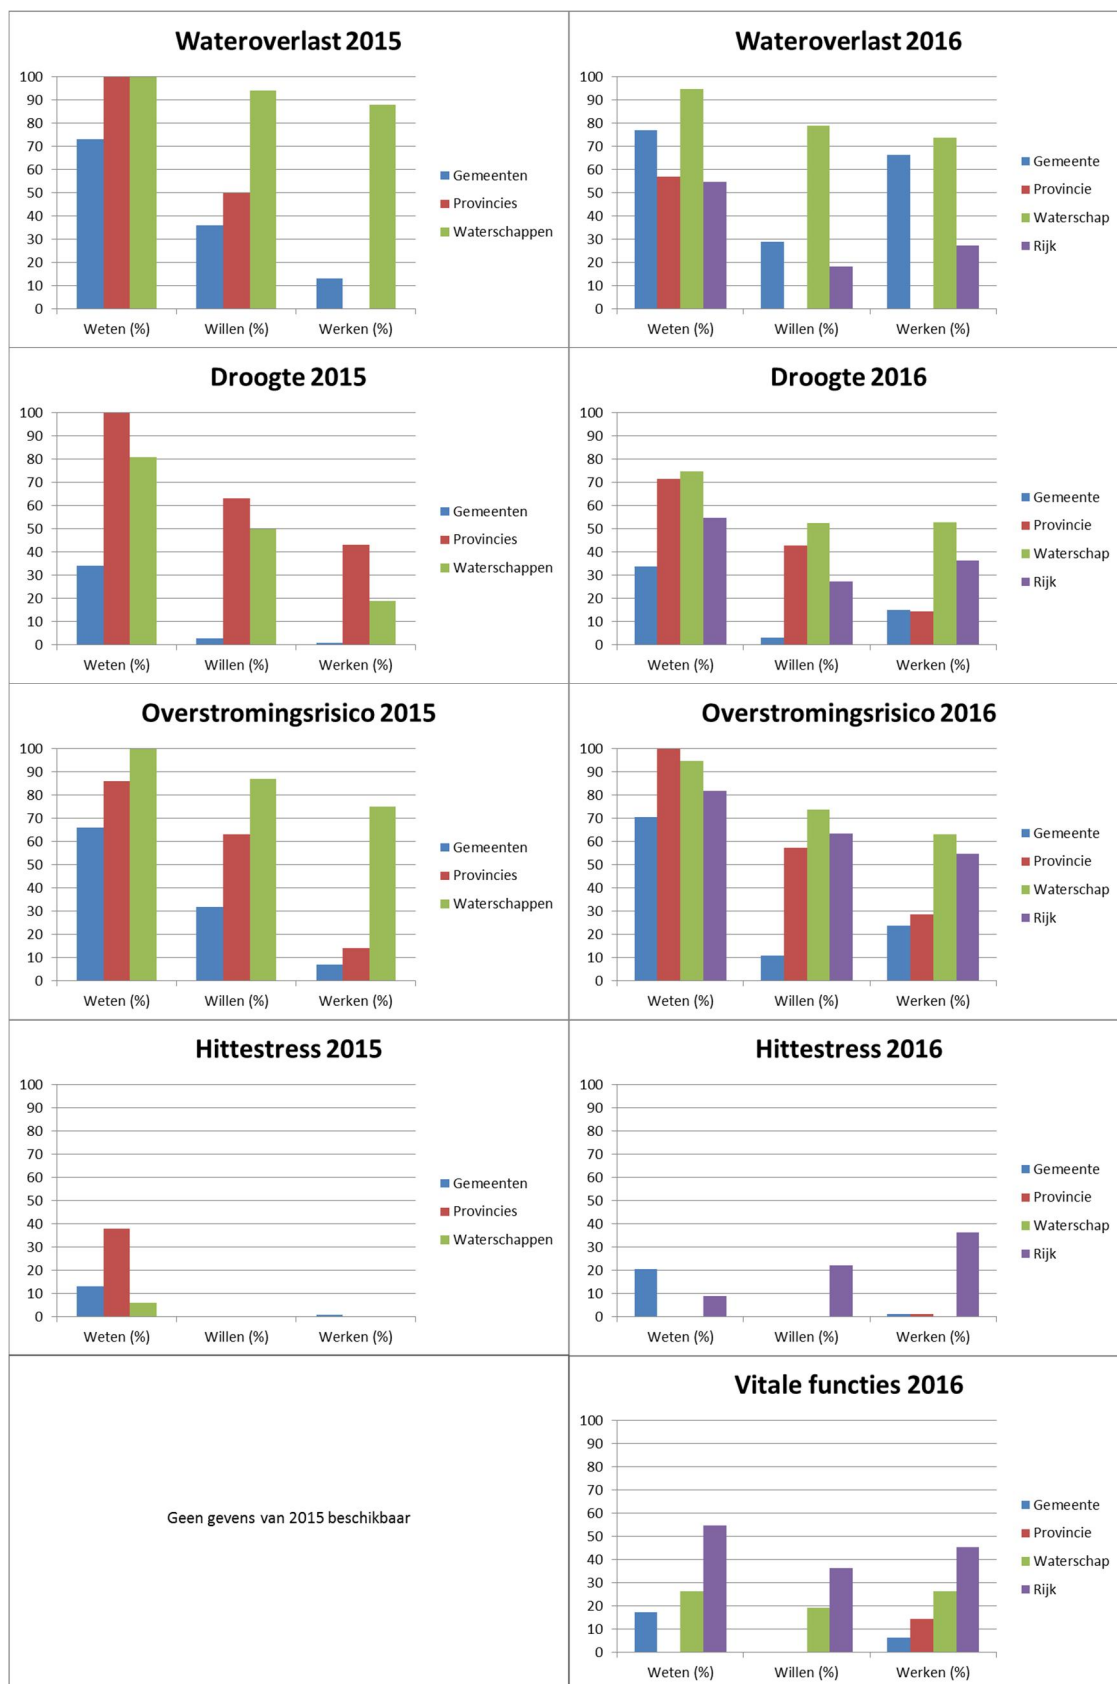 Wateroverlast 2015
100
90
80
70
60
50
40
30
20
10
0
Weten (%) Willen (%) Werken (%)
Gemeenten
Provincies
Waterschappen
Wateroverlast 2016
100
90
80
70
60
50
40
30
20
10
0
Weten (%) Willen (%) Werken (%)
Gemeente
Provincie
Waterschap
Rijk
Droogte 2015
100
90
80
70
60
50
40
30
20
10
0
Weten (%) Willen (%) Werken (%)
Gemeenten
Provincies
Waterschappen
Droogte 2016
100
90
80
70
60
50
40
30
20
10
0
Weten (%) Willen (%) Werken (%)
Gemeente
Provincie
Waterschap
Rijk
Overstromingsrisico 2015
100
90
80
70
60
50
40
30
20
10
0
Weten (%) Willen (%) Werken (%)
Gemeenten
Provincies
Waterschappen
Overstromingsrisico 2016
100
90
80
70
60
50
40
30
20
10
0
Weten (%) Willen (%) Werken (%)
Gemeente
Provincie
Waterschap
Rijk
Hittestress 2015
100
90
80
70
60
50
40
30
20
10
0
Weten (%) Willen (%) Werken (%)
Gemeenten
Provincies
Waterschappen
Hittestress 2016
100
90
80
70
60
50
40
30
20
10
0
Weten (%) Willen (%) Werken (%)
Gemeente
Provincie
Waterschap
Rijk
Geen gevens van 2015 beschikbaar
Vitale functies 2016
100
90
80
70
60
50
40
30
20
10
0
Weten (%) Willen (%) Werken (%)
Gemeente
Provincie
Waterschap
Rijk